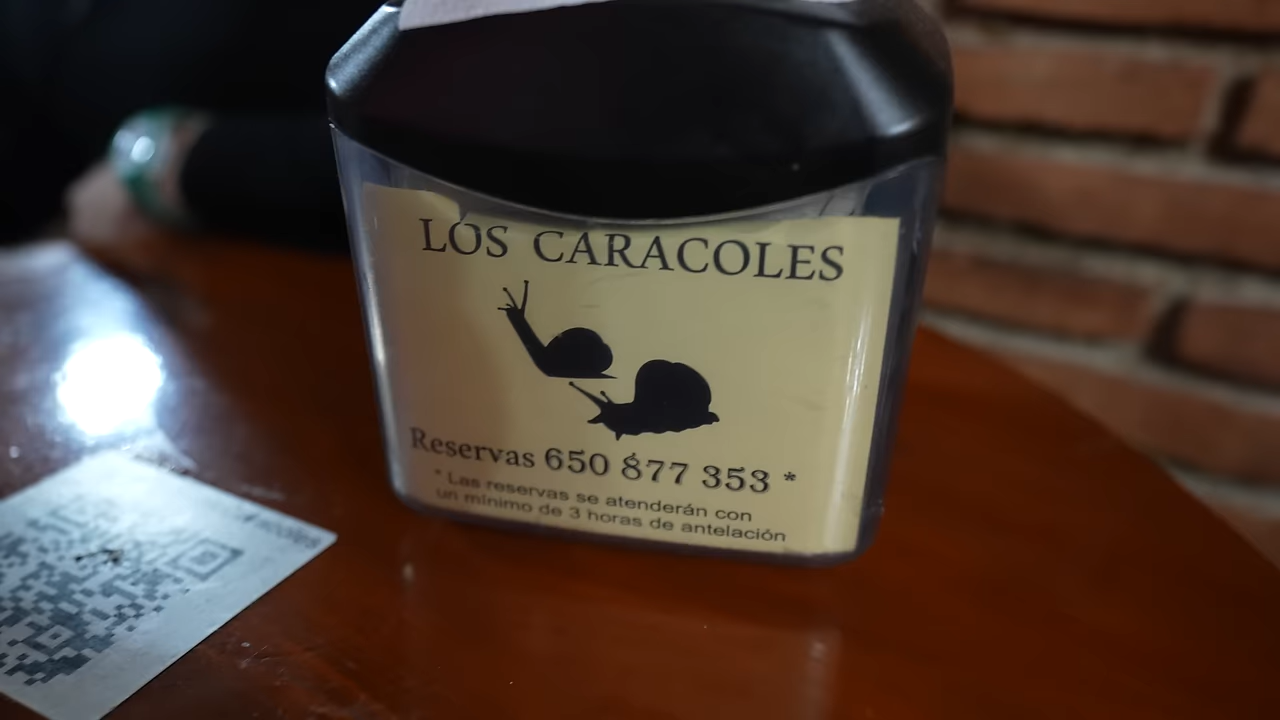 LOS CARACOLES
Reservas 650 877 353 *
* Las reservas se atenderán con
un mínimo de 3 horas de antelación